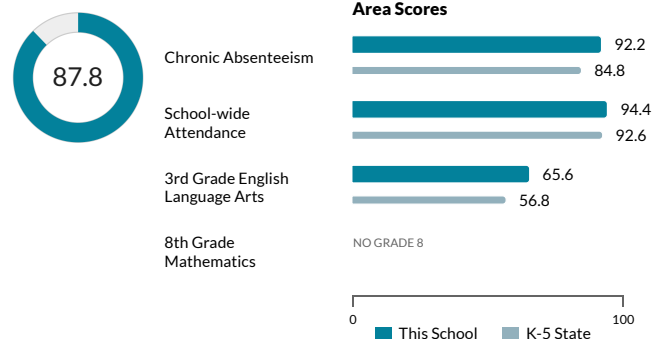 Area Scores
87.8
Chronic Absenteeism
92.2
84.8
School-wide
Attendance
94.4
92.6
3rd Grade English
Language Arts
65.6
56.8
8th Grade
Mathematics
NO GRADE 8
0
100
This School
K-5 State